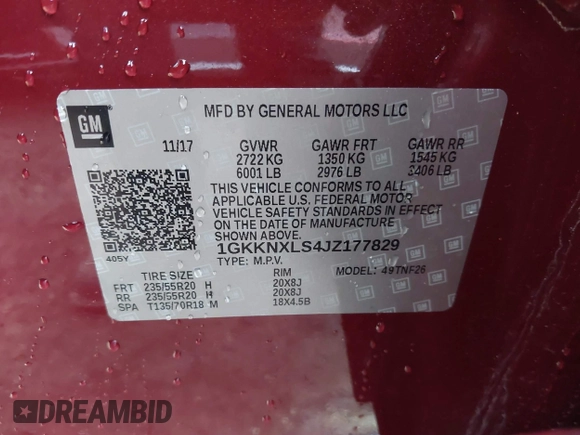 GM
MFD BY GENERAL MOTORS LLC
11/17 GVWR GAWR FRT GAWR RR
2722 KG 1350 KG 1545 KG
6001 LB 2976 LB 3406 LB
THIS VEHICLE CONFORMS TO ALL
APPLICABLE U.S. FEDERAL MOTOR
VEHICLE SAFETY STANDARDS IN EFFECT
ON THE DATE OF MANUFACTURE
SHOWN ABOVE.
1GKKNXLS4JZ177829
405Y TYPE: M.P.V. MODEL: 49TNF26
TIRE SIZE RIM
FRT 235/55R20 H 20X8J
RR 235/55R20 H 20X8J
SPA T135/70R18 M 18X4.5B
DREAMBID